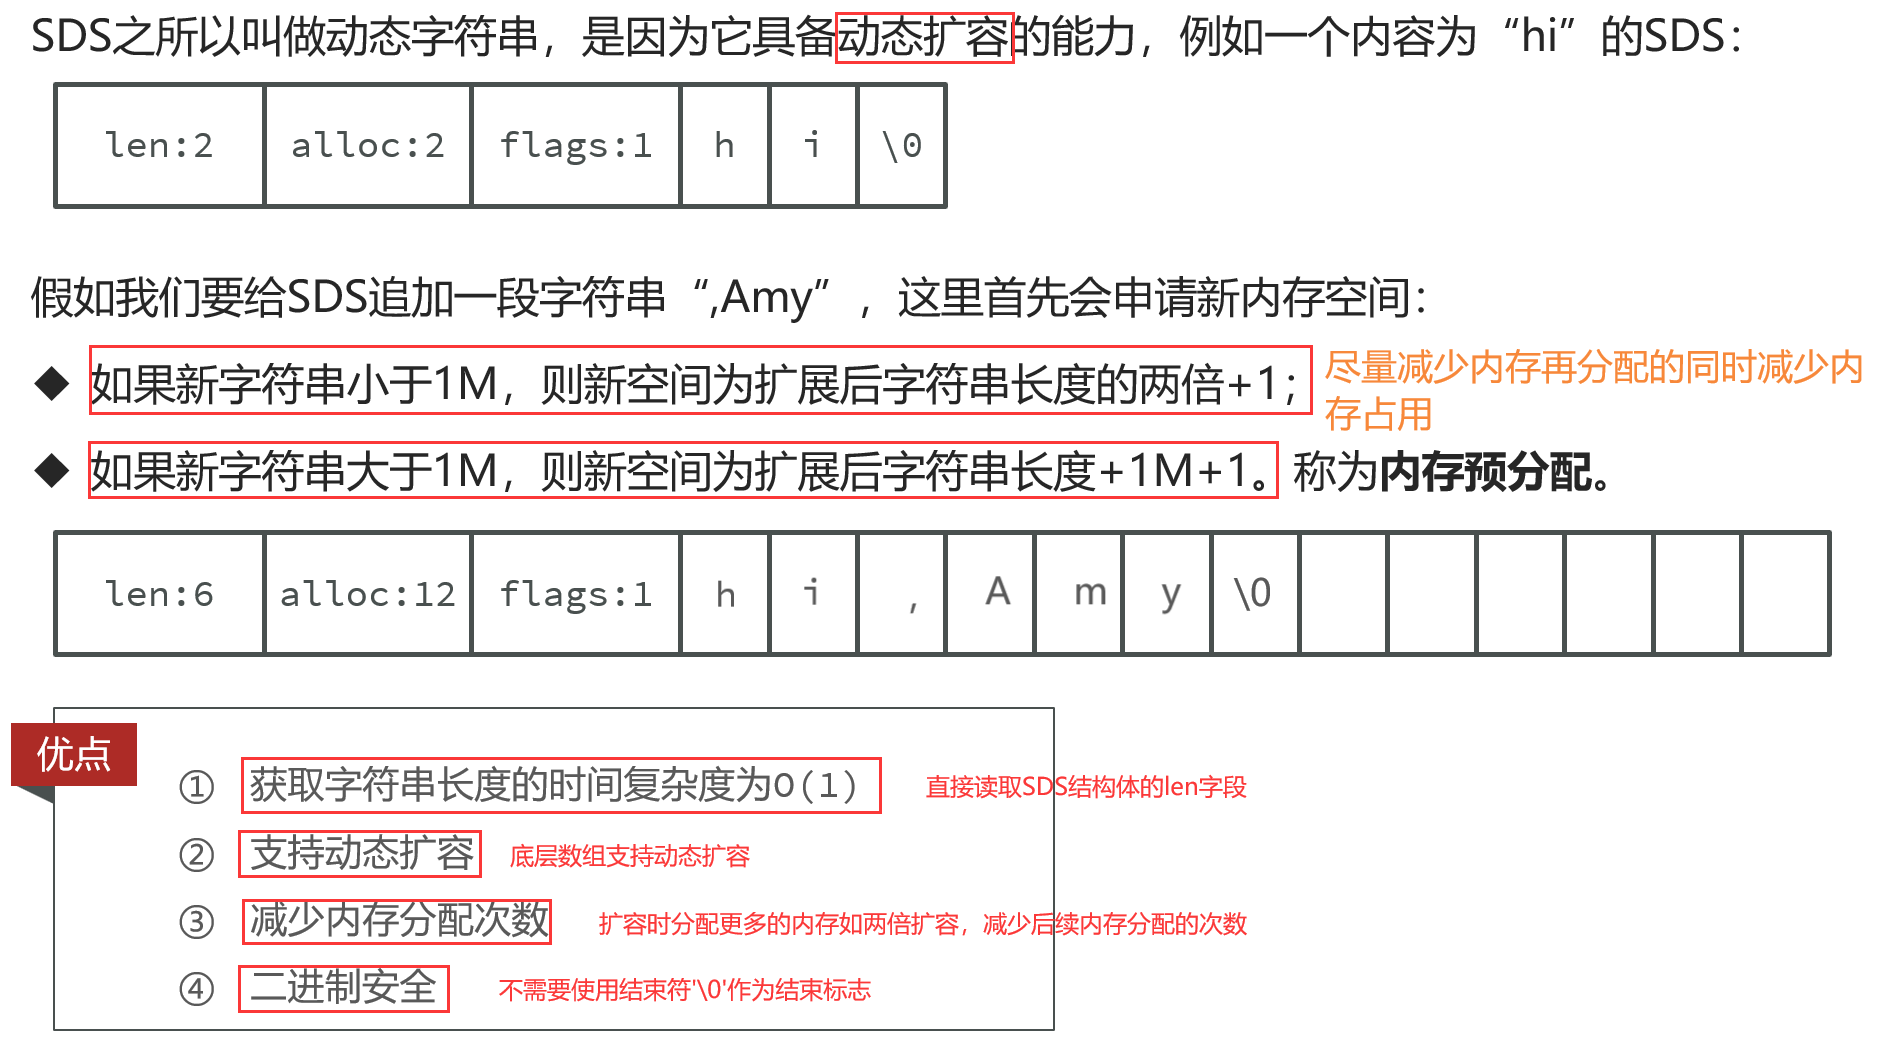 SDS之所以叫做动态字符串，是因为它具备动态扩容的能力，例如一个内容为“hi”的SDS：
len:2 alloc:2 flags:1 h i \0
假如我们要给SDS追加一段字符串“,Amy”，这里首先会申请新内存空间：
◆ 如果新字符串小于1M，则新空间为扩展后字符串长度的两倍+1；
尽量减少内存再分配的同时减少内
存占用
◆ 如果新字符串大于1M，则新空间为扩展后字符串长度+1M+1。称为内存预分配。
len:6 alloc:12 flags:1 h i , A m y \0
优点
① 获取字符串长度的时间复杂度为O(1) 直接读取SDS结构体的len字段
② 支持动态扩容 底层数组支持动态扩容
③ 减少内存分配次数 扩容时分配更多的内存如两倍扩容，减少后续内存分配的次数
④ 二进制安全 不需要使用结束符'\0'作为结束标志